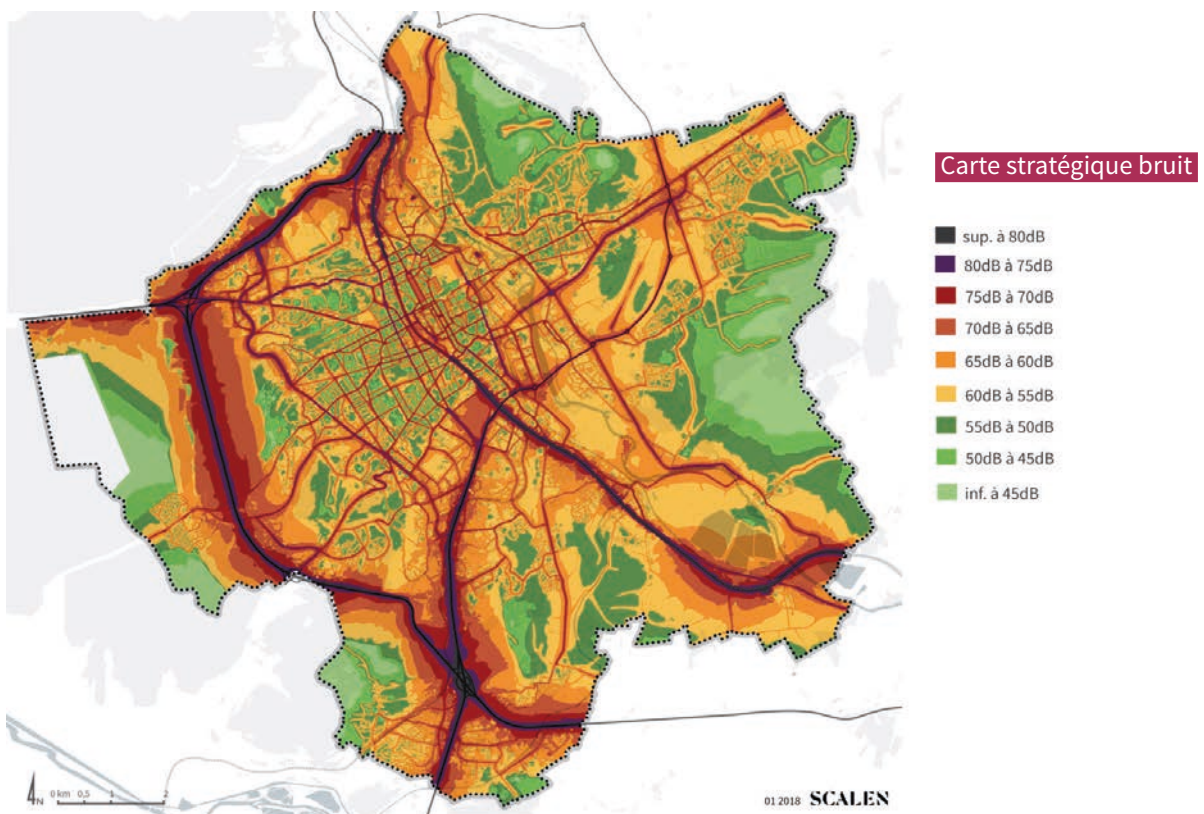 Carte stratégique bruit
sup. à 80dB
80dB à 75dB
75dB à 70dB
70dB à 65dB
65dB à 60dB
60dB à 55dB
55dB à 50dB
50dB à 45dB
inf. à 45dB
N 0 km 0,5 1 2
01 2018 SCALEN